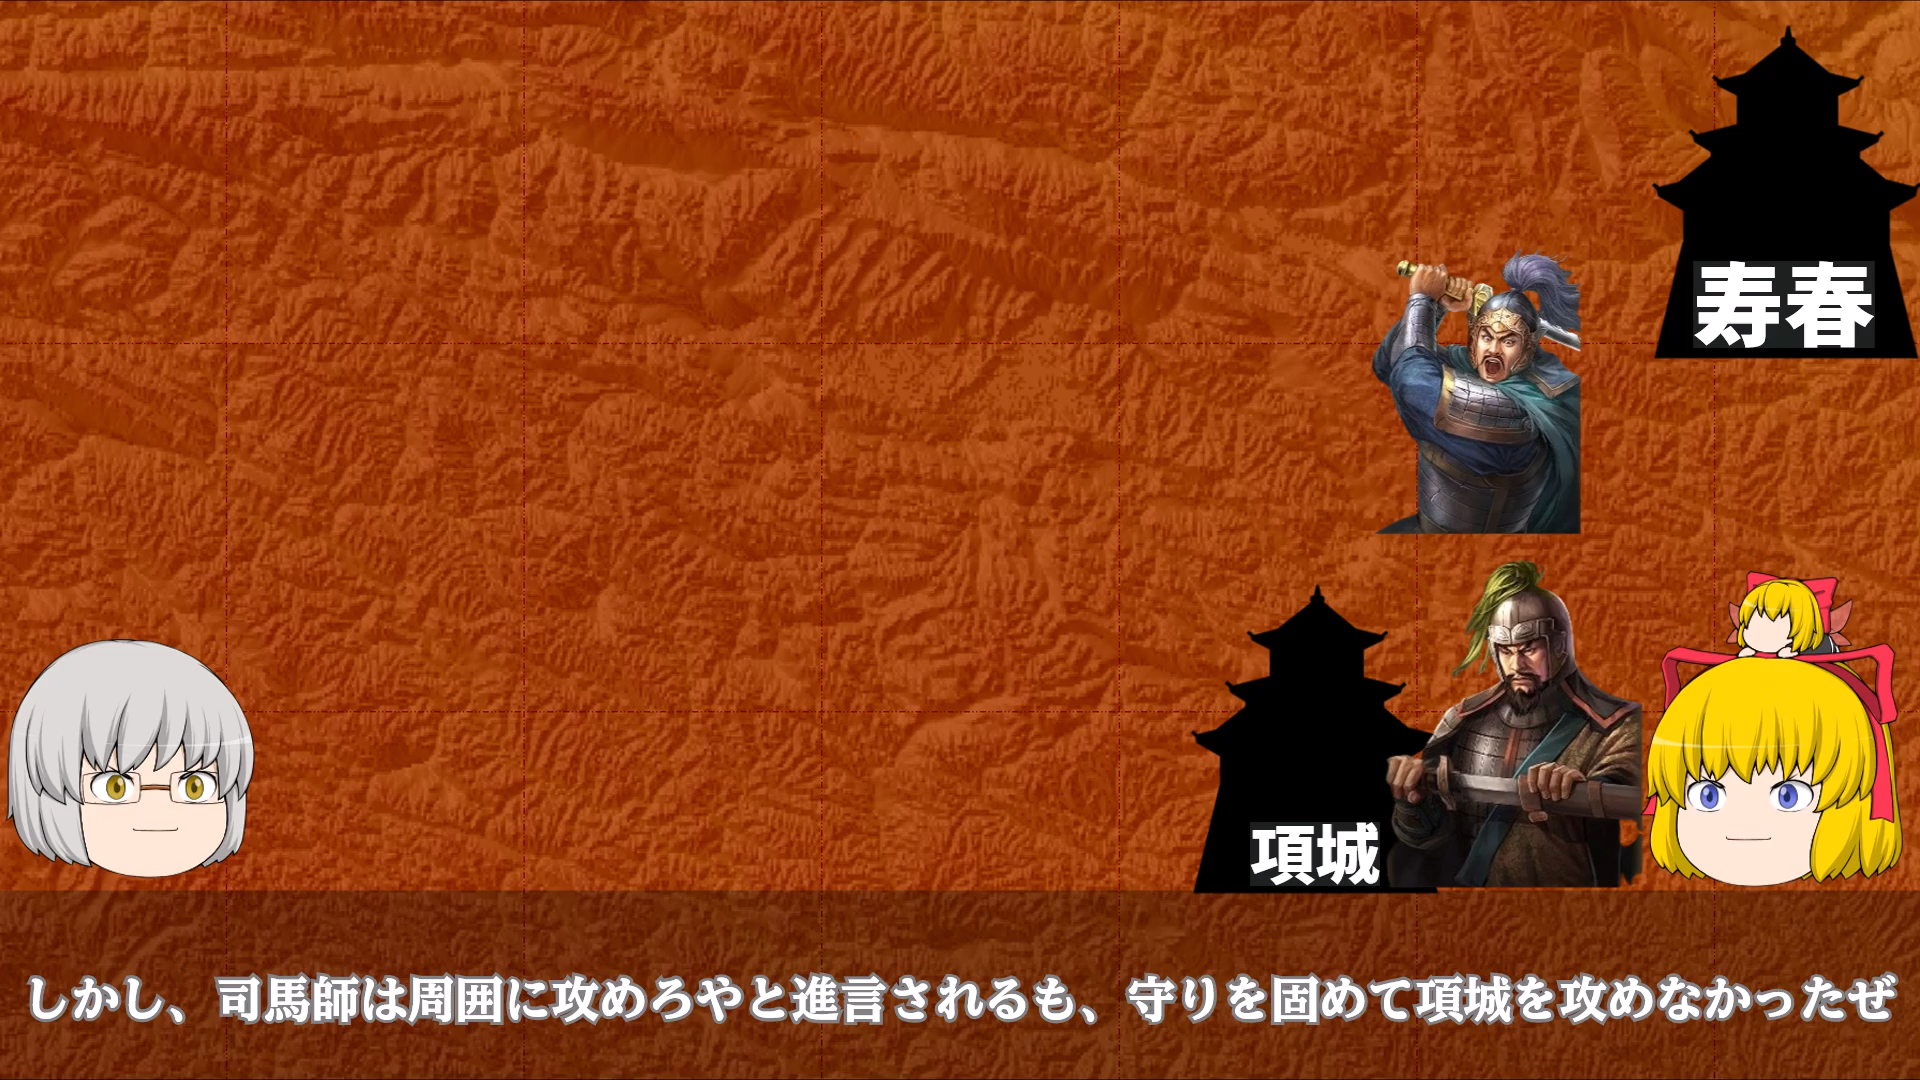 寿春
項城
しかし、司馬師は周囲に攻めろやと進言されるも、守りを固めて項城を攻めなかったぜ